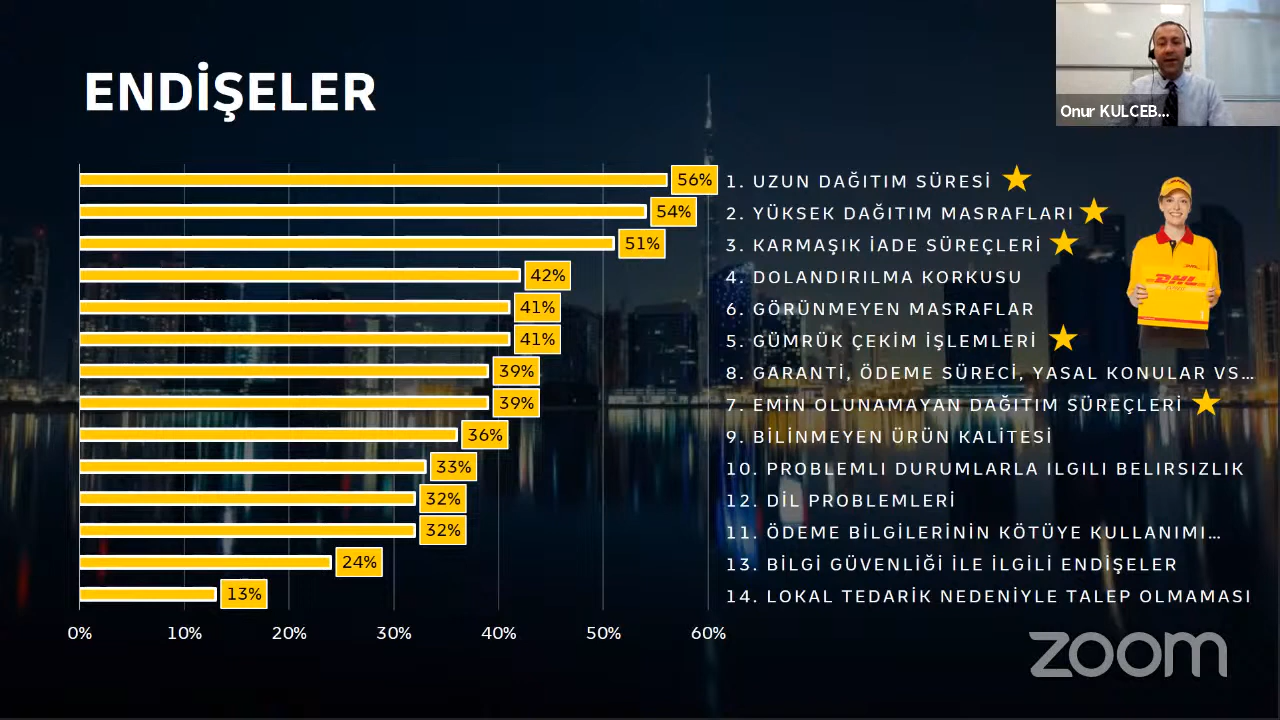 ENDİŞELER
Onur KULCEB...
56% 1. UZUN DAĞITIM SÜRESİ
54% 2. YÜKSEK DAĞITIM MASRAFLARI
51% 3. KARMAŞIK İADE SÜREÇLERİ
42% 4. DOLANDIRILMA KORKUSU
41% 6. GÖRÜNMEYEN MASRAFLAR
41% 5. GÜMRÜK ÇEKİM İŞLEMLERİ
39% 8. GARANTİ, ÖDEME SÜRECİ, YASAL KONULAR VS...
39% 7. EMİN OLUNAMAYAN DAĞITIM SÜREÇLERİ
36% 9. BİLİNMEYEN ÜRÜN KALİTESİ
33% 10. PROBLEMLI DURUMLARLA ILGILI BELIRSIZLIK
32% 12. DİL PROBLEMLERİ
32% 11. ÖDEME BİLGİLERİNİN KÖTÜYE KULLANIMI...
24% 13. BİLGİ GÜVENLİĞİ İLE İLGİLİ ENDİŞELER
13% 14. LOKAL TEDARİK NEDENİYLE TALEP OLMAMASI
0% 10% 20% 30% 40% 50% 60%
DHL
zoom